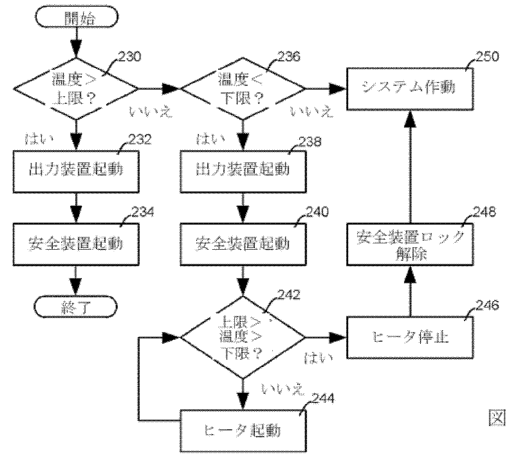 開始
230
温度>
上限?
いいえ
はい
232
出力装置起動
234
安全装置起動
終了
236
温度<
下限?
いいえ
はい
238
出力装置起動
240
安全装置起動
242
上限>
温度>
下限?
はい
いいえ
244
ヒータ起動
246
ヒータ停止
248
安全装置ロック
解除
250
システム作動
図